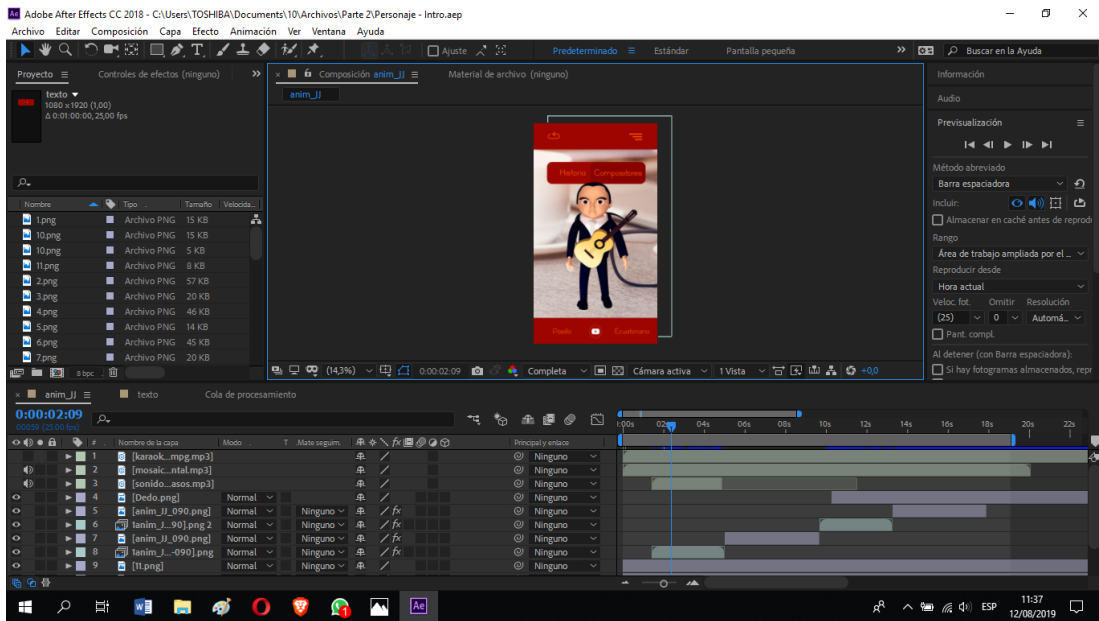 Adobe After Effects CC 2018 - C:\Users\TOSHIBA\Documents\10\Archivos\Parte 2\Personaje - Intro.aep
Archivo Editar Composición Capa Efecto Animación Ver Ventana Ayuda
Ajuste Predeterminado Estándar Pantalla pequeña Buscar en la Ayuda
Proyecto Controles de efectos (ninguno)
texto
1080 x 1920 (1,00)
Δ 0:01:00:00, 25,00 fps
Nombre Tipo Tamaño Velocida...
1.png Archivo PNG 15 KB
10.png Archivo PNG 15 KB
10.png Archivo PNG 5 KB
11.png Archivo PNG 8 KB
2.png Archivo PNG 57 KB
3.png Archivo PNG 20 KB
4.png Archivo PNG 46 KB
5.png Archivo PNG 14 KB
6.png Archivo PNG 45 KB
7.png Archivo PNG 20 KB
8 bpc
Composición anim_JJ Material de archivo (ninguno)
anim_JJ
Historia Compositores
Pasillo Ecuatoriano
(14,3%) 0:00:02:09 Completa Cámara activa 1 Vista +0,0
Información
Audio
Previsualización
Método abreviado
Barra espaciadora
Incluir:
Almacenar en caché antes de reprodu
Rango
Área de trabajo ampliada por el ...
Reproducir desde
Hora actual
Veloc. fot. Omitir Resolución
(25) 0 Automá...
Pant. compl.
Al detener (con Barra espaciadora):
Si hay fotogramas almacenados, repr
anim_JJ texto Cola de procesamiento
0:00:02:09
00059 (25.00 fps)
# Nombre de la capa Modo T .Mate seguim. Principal y enlace
:00s 02s 04s 06s 08s 10s 12s 14s 16s 18s 20s 22s
1 [karaok...mpg.mp3] Ninguno
2 [mosaic...ntal.mp3] Ninguno
3 [sonido...asos.mp3] Ninguno
4 [Dedo.png] Normal Ninguno
5 [anim_JJ_090.png] Normal Ninguno Ninguno
6 1anim_J...90].png 2 Normal Ninguno Ninguno
7 [anim_JJ_090.png] Normal Ninguno Ninguno
8 1anim_J...-090].png Normal Ninguno Ninguno
9 [11.png] Normal Ninguno Ninguno
ESP
11:37
12/08/2019